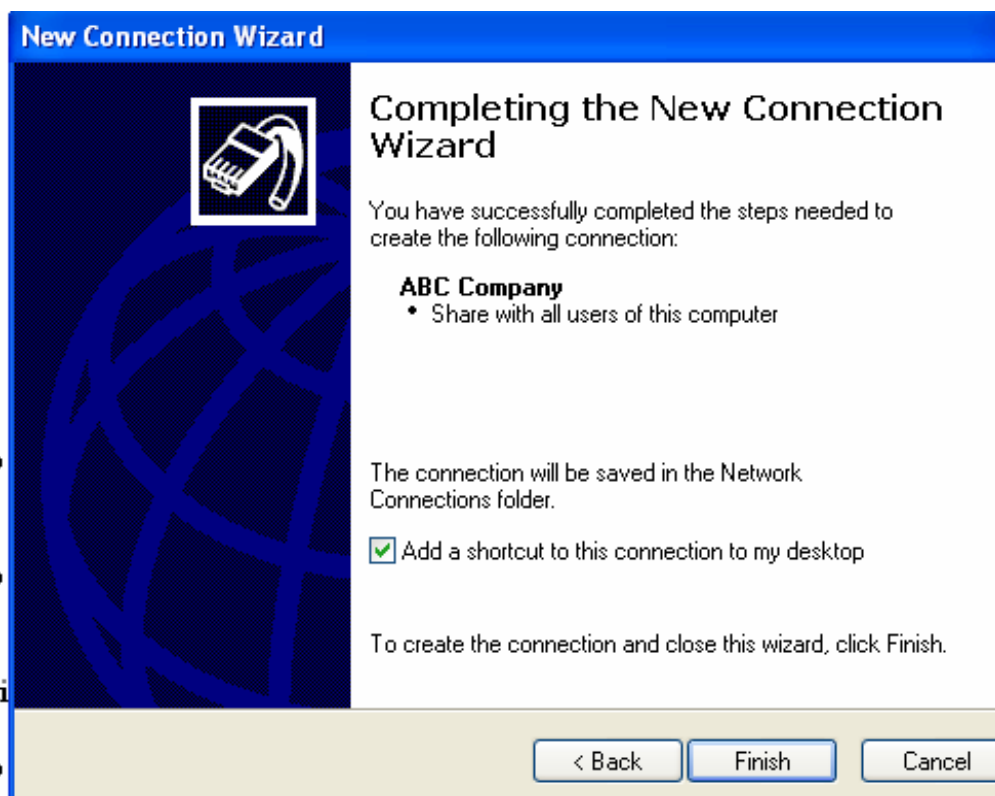 New Connection Wizard
Completing the New Connection
Wizard
You have successfully completed the steps needed to
create the following connection:
ABC Company
• Share with all users of this computer
The connection will be saved in the Network
Connections folder.
Add a shortcut to this connection to my desktop
To create the connection and close this wizard, click Finish.
< Back
Finish
Cancel